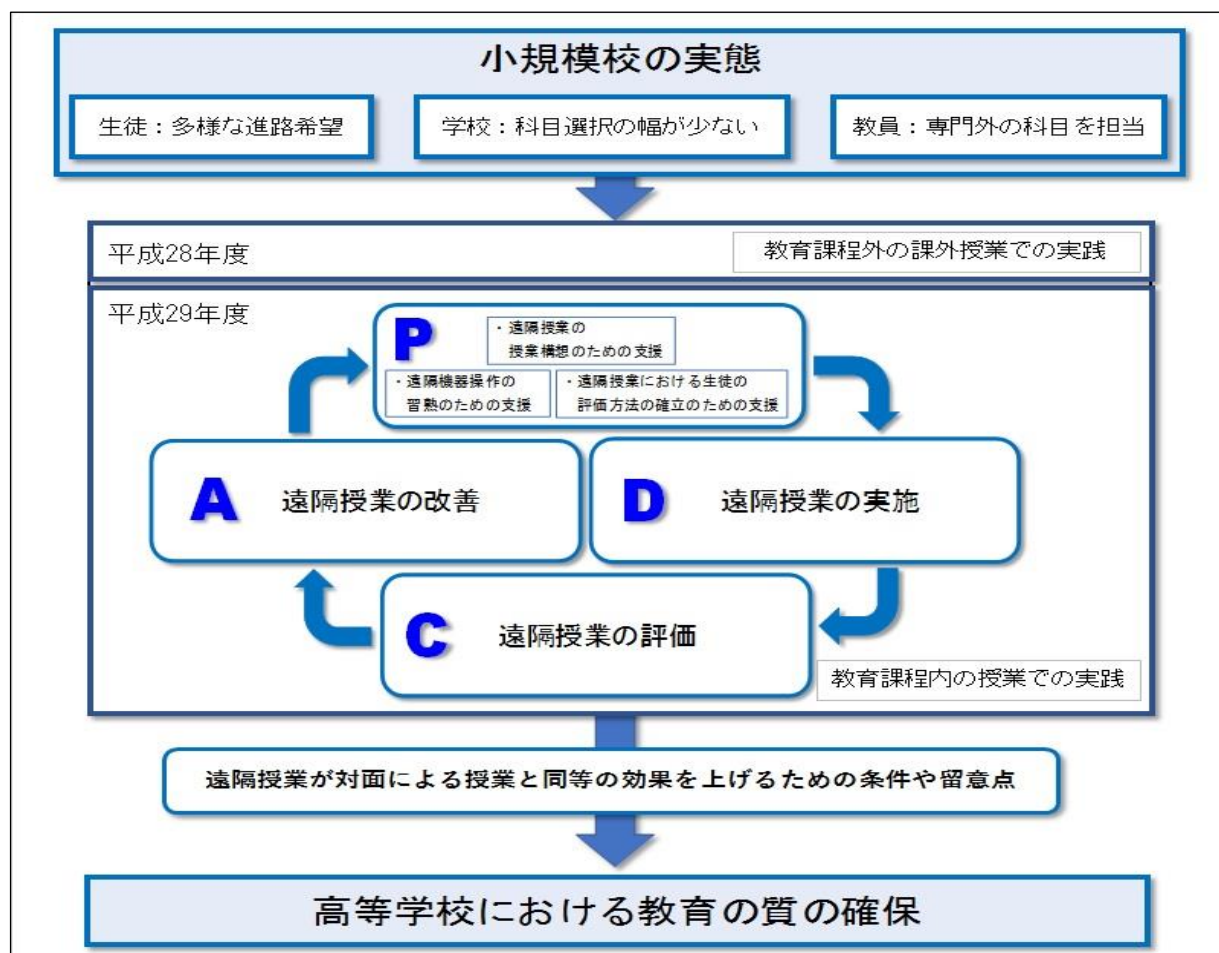 小規模校の実態
生徒：多様な進路希望
学校：科目選択の幅が少ない
教員：専門外の科目を担当
平成28年度
教育課程外の課外授業での実践
平成29年度
P
・遠隔授業の
授業構想のための支援
・遠隔機器操作の
習熟のための支援
・遠隔授業における生徒の
評価方法の確立のための支援
A
遠隔授業の改善
D
遠隔授業の実施
C
遠隔授業の評価
教育課程内の授業での実践
遠隔授業が対面による授業と同等の効果を上げるための条件や留意点
高等学校における教育の質の確保